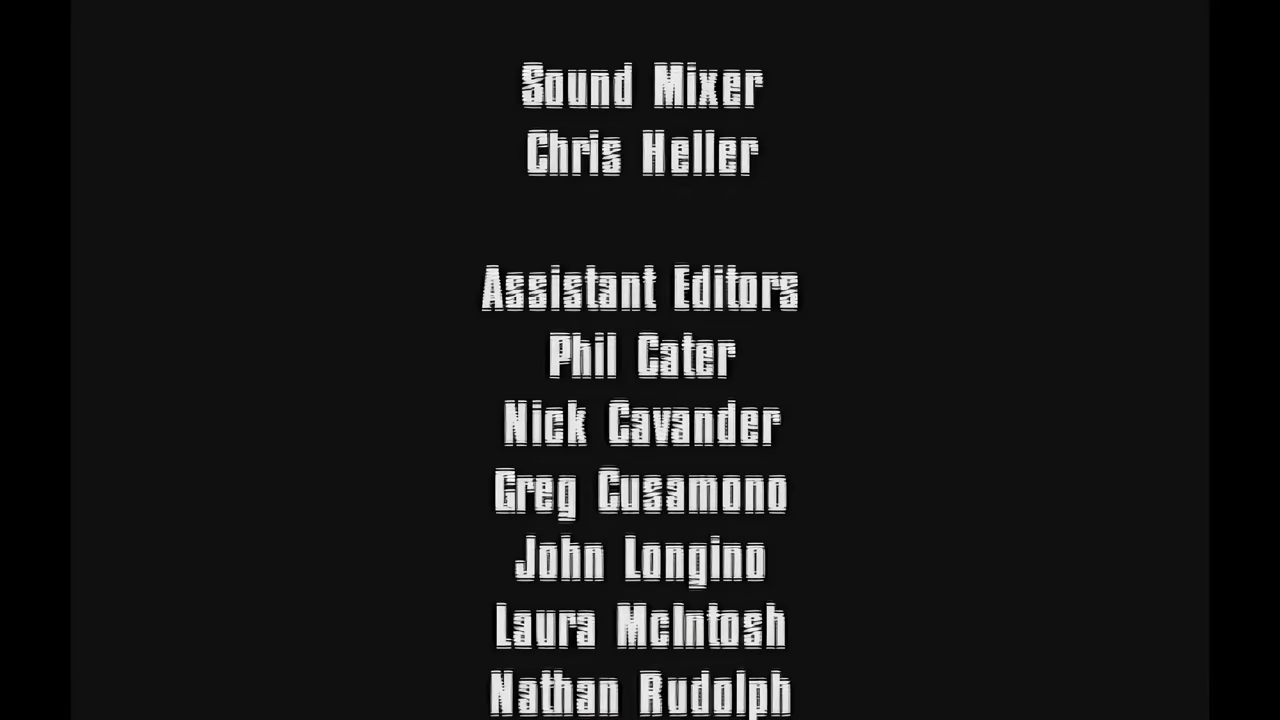 Sound Mixer
Chris Heller
Assistant Editors
Phil Cater
Nick Cavander
Greg Cusamono
John Longino
Laura McIntosh
Nathan Rudolph